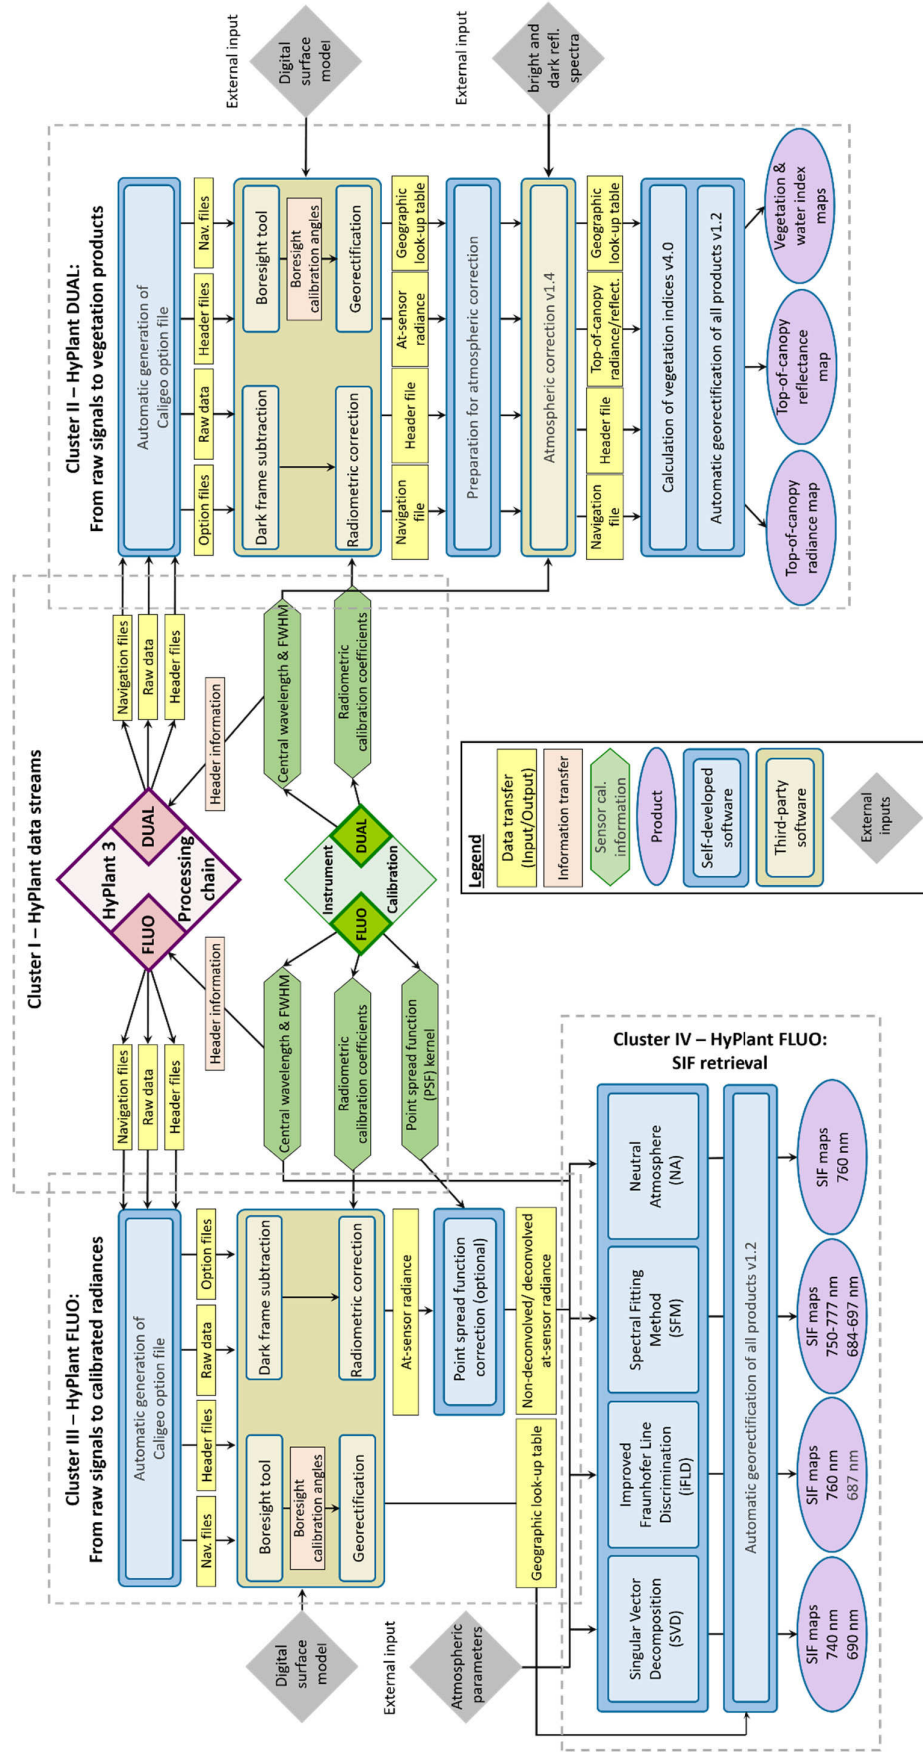 Cluster III – HyPlant FLUO:
From raw signals to calibrated radiances
Automatic generation of
Caligeo option file
Nav. files
Header files
Raw data
Option files
Boresight tool
Boresight
calibration angles
Georectification
Dark frame subtraction
Radiometric correction
Digital
surface
model
External input
At-sensor radiance
Point spread function
correction (optional)
Non-deconvolved/ deconvolved
at-sensor radiance
Geographic look-up table
Atmospheric
parameters
Cluster I – HyPlant data streams
Navigation files
Raw data
Header files
FLUO
HyPlant 3
Processing
chain
DUAL
Navigation files
Raw data
Header files
Header information
Header information
Central wavelength & FWHM
Radiometric
calibration coefficients
Point spread function
(PSF) kernel
FLUO
Instrument
Calibration
DUAL
Central wavelength & FWHM
Radiometric
calibration coefficients
Cluster II – HyPlant DUAL:
From raw signals to vegetation products
Automatic generation of
Caligeo option file
Option files
Raw data
Header files
Nav. files
Dark frame subtraction
Radiometric correction
Boresight tool
Boresight
calibration angles
Georectification
External input
Digital
surface
model
Navigation
file
Header file
At-sensor
radiance
Geographic
look-up table
Preparation for atmospheric correction
External input
bright and
dark refl.
spectra
Atmospheric correction v1.4
Navigation
file
Header file
Top-of-canopy
radiance/reflect.
Geographic
look-up table
Calculation of vegetation indices v4.0
Automatic georectification of all products v1.2
Top-of-canopy
radiance map
Top-of-canopy
reflectance
map
Vegetation &
water index
maps
Cluster IV – HyPlant FLUO:
SIF retrieval
Singular Vector
Decomposition
(SVD)
Improved
Fraunhofer Line
Discrimination
(iFLD)
Spectral Fitting
Method
(SFM)
Neutral
Atmosphere
(NA)
Automatic georectification of all products v1.2
SIF maps
740 nm
690 nm
SIF maps
760 nm
687 nm
SIF maps
750-777 nm
684-697 nm
SIF maps
760 nm
Legend
Data transfer
(Input/Output)
Information transfer
Sensor cal.
information
Product
Self-developed
software
Third-party
software
External
inputs